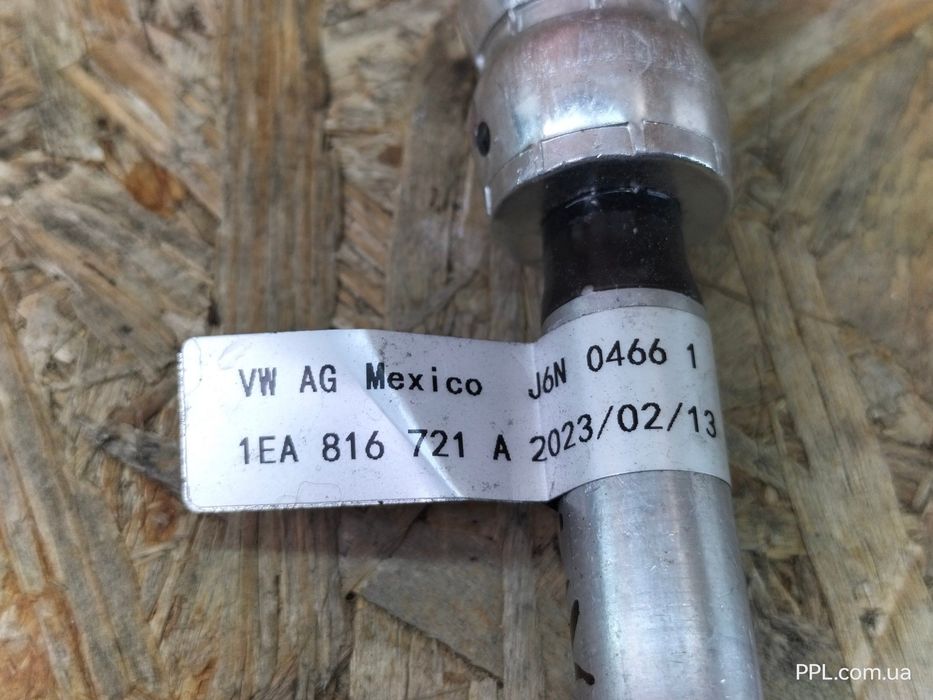 VW AG Mexico J6N 0466 1
1EA 816 721 A 2023/02/13
PPL.com.ua